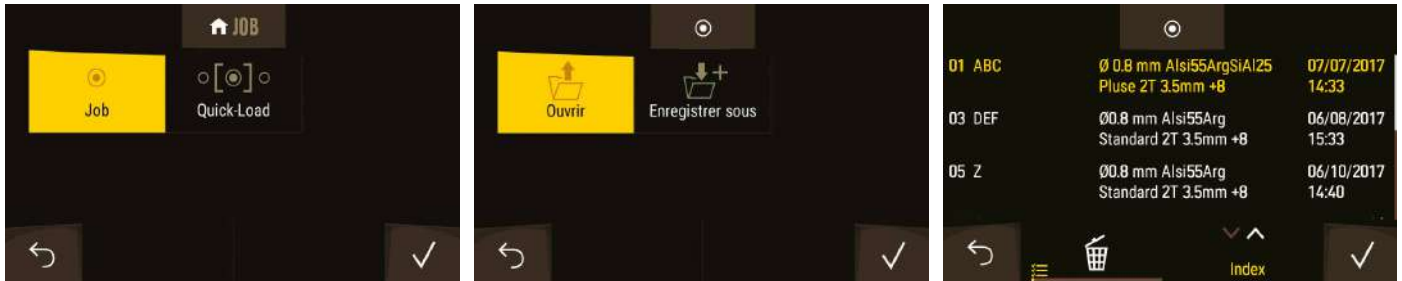 JOB
Job
Quick-Load
Ouvrir
Enregistrer sous
01 ABC Ø 0.8 mm Alsi55ArgSiAl25 07/07/2017
Pluse 2T 3.5mm +8 14:33
03 DEF Ø0.8 mm Alsi55Arg 06/08/2017
Standard 2T 3.5mm +8 15:33
05 Z Ø0.8 mm Alsi55Arg 06/10/2017
Standard 2T 3.5mm +8 14:40
Index